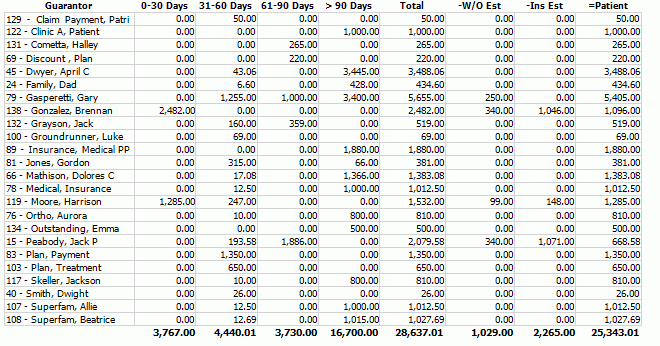 Guarantor 0-30 Days 31-60 Days 61-90 Days > 90 Days Total -W/O Est -Ins Est =Patient
129 - Claim Payment, Patri 0.00 50.00 0.00 0.00 50.00 0.00 0.00 50.00
122 - Clinic A, Patient 0.00 0.00 0.00 1,000.00 1,000.00 0.00 0.00 1,000.00
131 - Cometta, Halley 0.00 0.00 265.00 0.00 265.00 0.00 0.00 265.00
69 - Discount , Plan 0.00 0.00 220.00 0.00 220.00 0.00 0.00 220.00
45 - Dwyer, April C 0.00 43.06 0.00 3,445.00 3,488.06 0.00 0.00 3,488.06
24 - Family, Dad 0.00 6.60 0.00 428.00 434.60 0.00 0.00 434.60
79 - Gasperetti, Gary 0.00 1,255.00 1,000.00 3,400.00 5,655.00 250.00 0.00 5,405.00
138 - Gonzalez, Brennan 2,482.00 0.00 0.00 0.00 2,482.00 340.00 1,046.00 1,096.00
132 - Grayson, Jack 0.00 160.00 359.00 0.00 519.00 0.00 0.00 519.00
100 - Groundrunner, Luke 0.00 69.00 0.00 0.00 69.00 0.00 0.00 69.00
89 - Insurance, Medical PP 0.00 0.00 0.00 1,880.00 1,880.00 0.00 0.00 1,880.00
81 - Jones, Gordon 0.00 315.00 0.00 66.00 381.00 0.00 0.00 381.00
66 - Mathison, Dolores C 0.00 17.08 0.00 1,366.00 1,383.08 0.00 0.00 1,383.08
78 - Medical, Insurance 0.00 12.50 0.00 1,000.00 1,012.50 0.00 0.00 1,012.50
119 - Moore, Harrison 1,285.00 247.00 0.00 0.00 1,532.00 99.00 148.00 1,285.00
76 - Ortho, Aurora 0.00 10.00 0.00 800.00 810.00 0.00 0.00 810.00
134 - Outstanding, Emma 0.00 0.00 0.00 500.00 500.00 0.00 0.00 500.00
15 - Peabody, Jack P 0.00 193.58 1,886.00 0.00 2,079.58 340.00 1,071.00 668.58
83 - Plan, Payment 0.00 1,350.00 0.00 0.00 1,350.00 0.00 0.00 1,350.00
103 - Plan, Treatment 0.00 650.00 0.00 0.00 650.00 0.00 0.00 650.00
117 - Skeller, Jackson 0.00 10.00 0.00 800.00 810.00 0.00 0.00 810.00
40 - Smith, Dwight 0.00 26.00 0.00 0.00 26.00 0.00 0.00 26.00
107 - Superfam, Allie 0.00 12.50 0.00 1,000.00 1,012.50 0.00 0.00 1,012.50
108 - Superfam, Beatrice 0.00 12.69 0.00 1,015.00 1,027.69 0.00 0.00 1,027.69
3,767.00 4,440.01 3,730.00 16,700.00 28,637.01 1,029.00 2,265.00 25,343.01